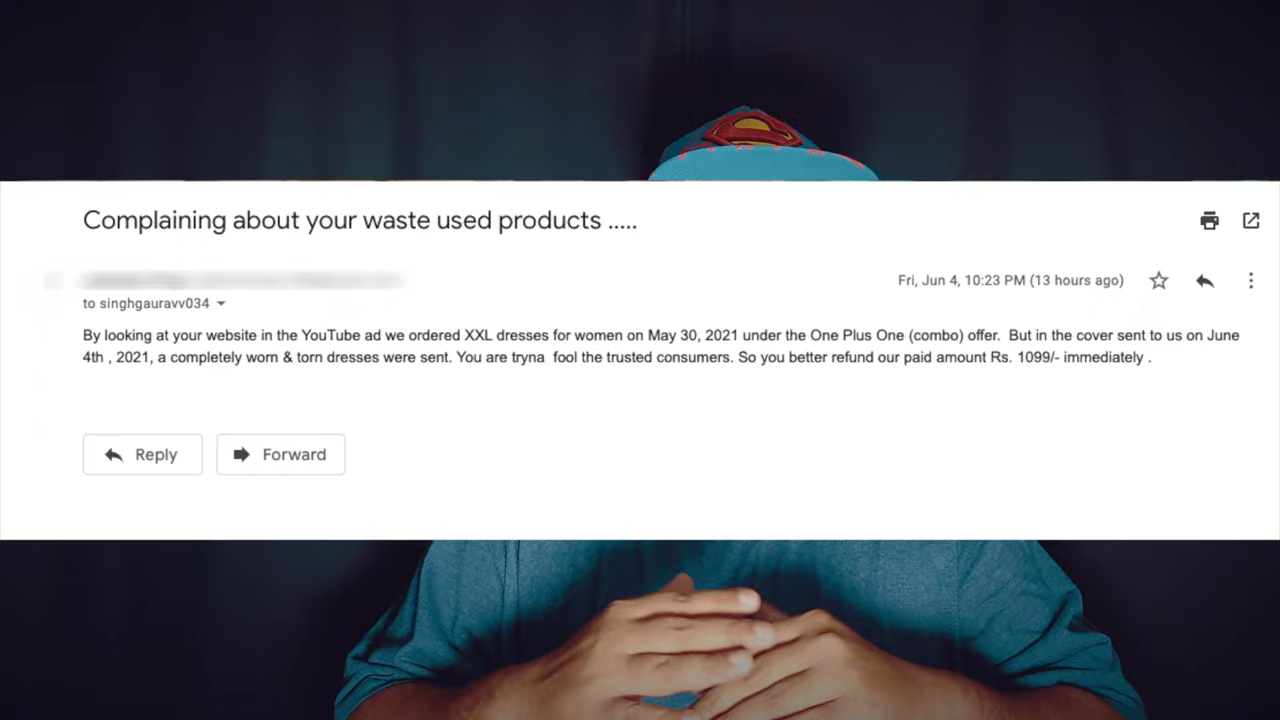 Complaining about your waste used products .....
Fri, Jun 4, 10:23 PM (13 hours ago)
to singhgauravv034
By looking at your website in the YouTube ad we ordered XXL dresses for women on May 30, 2021 under the One Plus One (combo) offer.  But in the cover sent to us on June
4th , 2021, a completely worn & torn dresses were sent. You are tryna  fool the trusted consumers. So you better refund our paid amount Rs. 1099/- immediately .
Reply
Forward